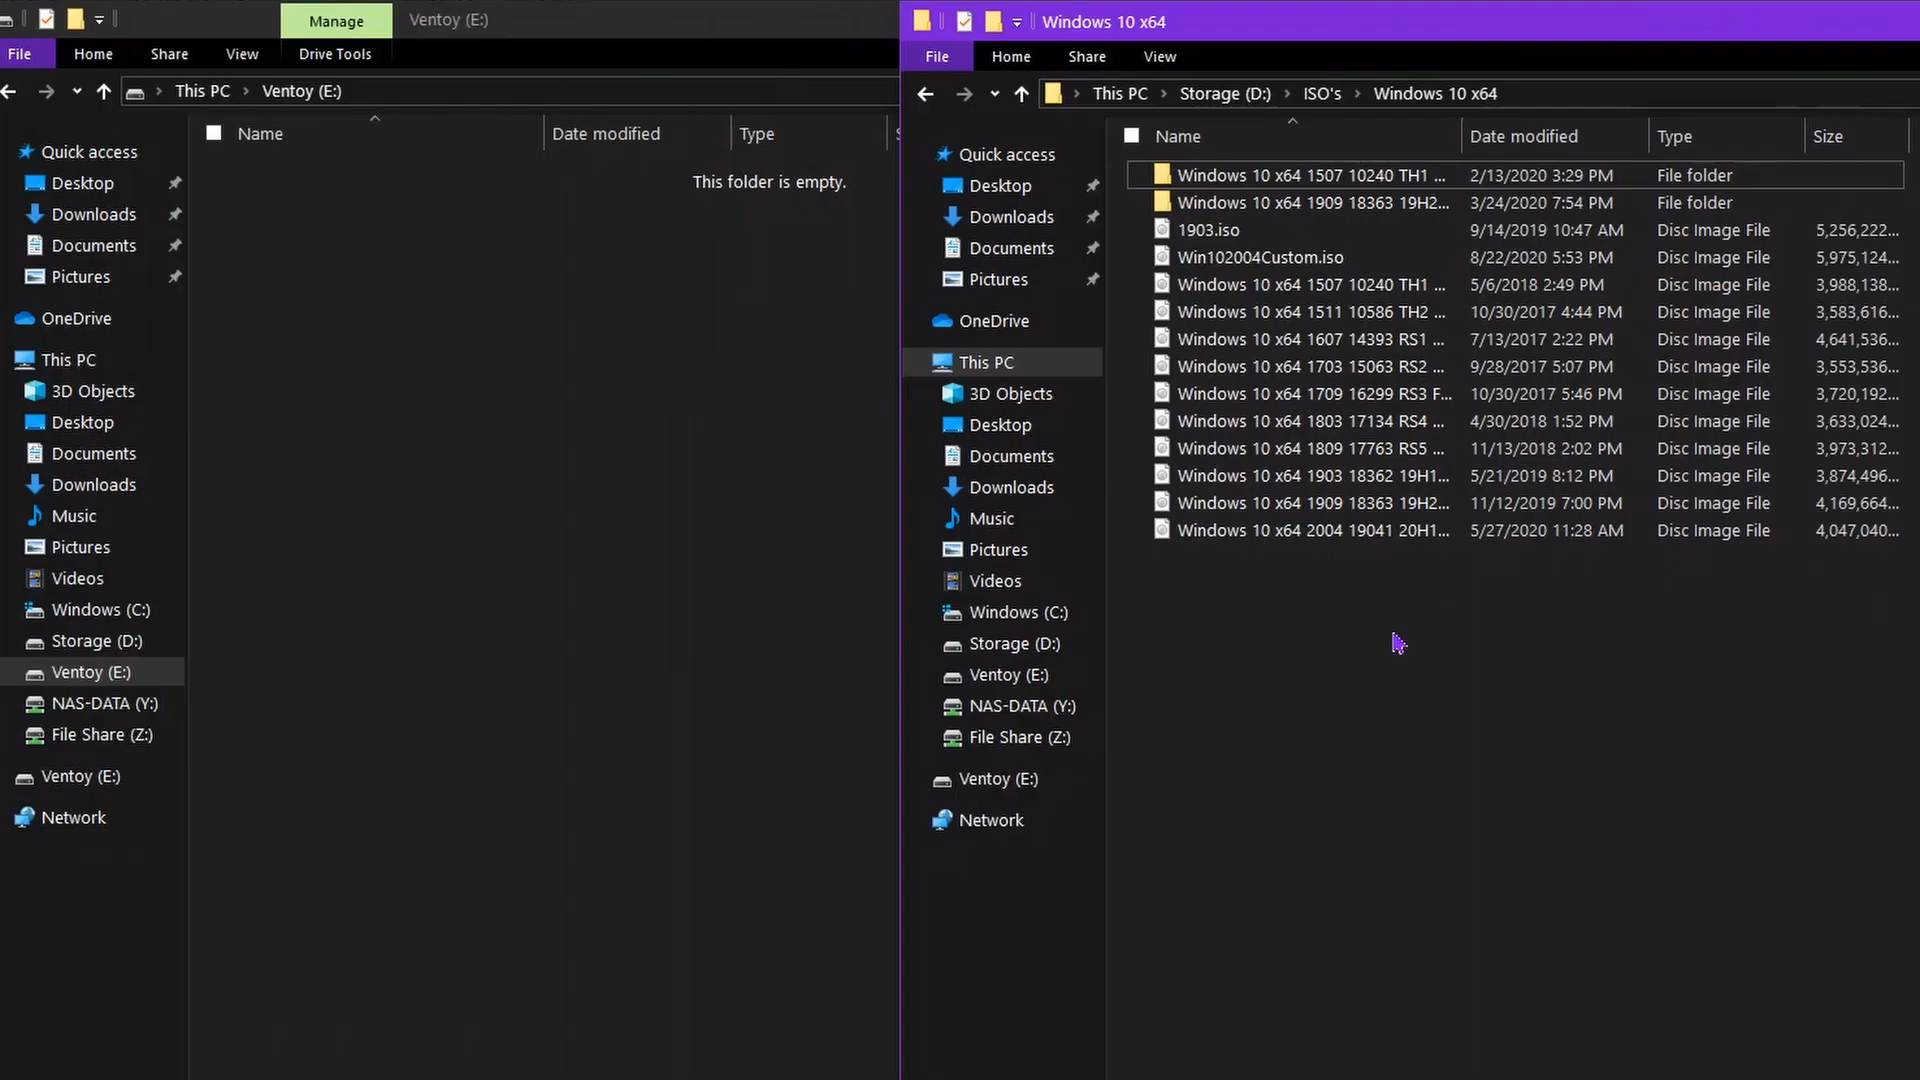 Manage
Ventoy (E:)
File
Home
Share
View
Drive Tools
This PC
Ventoy (E:)
Name
Date modified
Type
This folder is empty.
Quick access
Desktop
Downloads
Documents
Pictures
OneDrive
This PC
3D Objects
Desktop
Documents
Downloads
Music
Pictures
Videos
Windows (C:)
Storage (D:)
Ventoy (E:)
NAS-DATA (Y:)
File Share (Z:)
Ventoy (E:)
Network
Windows 10 x64
File
Home
Share
View
This PC
Storage (D:)
ISO's
Windows 10 x64
Quick access
Desktop
Downloads
Documents
Pictures
OneDrive
This PC
3D Objects
Desktop
Documents
Downloads
Music
Pictures
Videos
Windows (C:)
Storage (D:)
Ventoy (E:)
NAS-DATA (Y:)
File Share (Z:)
Ventoy (E:)
Network
Name Date modified Type Size
Windows 10 x64 1507 10240 TH1 ... 2/13/2020 3:29 PM File folder
Windows 10 x64 1909 18363 19H2... 3/24/2020 7:54 PM File folder
1903.iso 9/14/2019 10:47 AM Disc Image File 5,256,222...
Win102004Custom.iso 8/22/2020 5:53 PM Disc Image File 5,975,124...
Windows 10 x64 1507 10240 TH1 ... 5/6/2018 2:49 PM Disc Image File 3,988,138...
Windows 10 x64 1511 10586 TH2 ... 10/30/2017 4:44 PM Disc Image File 3,583,616...
Windows 10 x64 1607 14393 RS1 ... 7/13/2017 2:22 PM Disc Image File 4,641,536...
Windows 10 x64 1703 15063 RS2 ... 9/28/2017 5:07 PM Disc Image File 3,553,536...
Windows 10 x64 1709 16299 RS3 F... 10/30/2017 5:46 PM Disc Image File 3,720,192...
Windows 10 x64 1803 17134 RS4 ... 4/30/2018 1:52 PM Disc Image File 3,633,024...
Windows 10 x64 1809 17763 RS5 ... 11/13/2018 2:02 PM Disc Image File 3,973,312...
Windows 10 x64 1903 18362 19H1... 5/21/2019 8:12 PM Disc Image File 3,874,496...
Windows 10 x64 1909 18363 19H2... 11/12/2019 7:00 PM Disc Image File 4,169,664...
Windows 10 x64 2004 19041 20H1... 5/27/2020 11:28 AM Disc Image File 4,047,040...